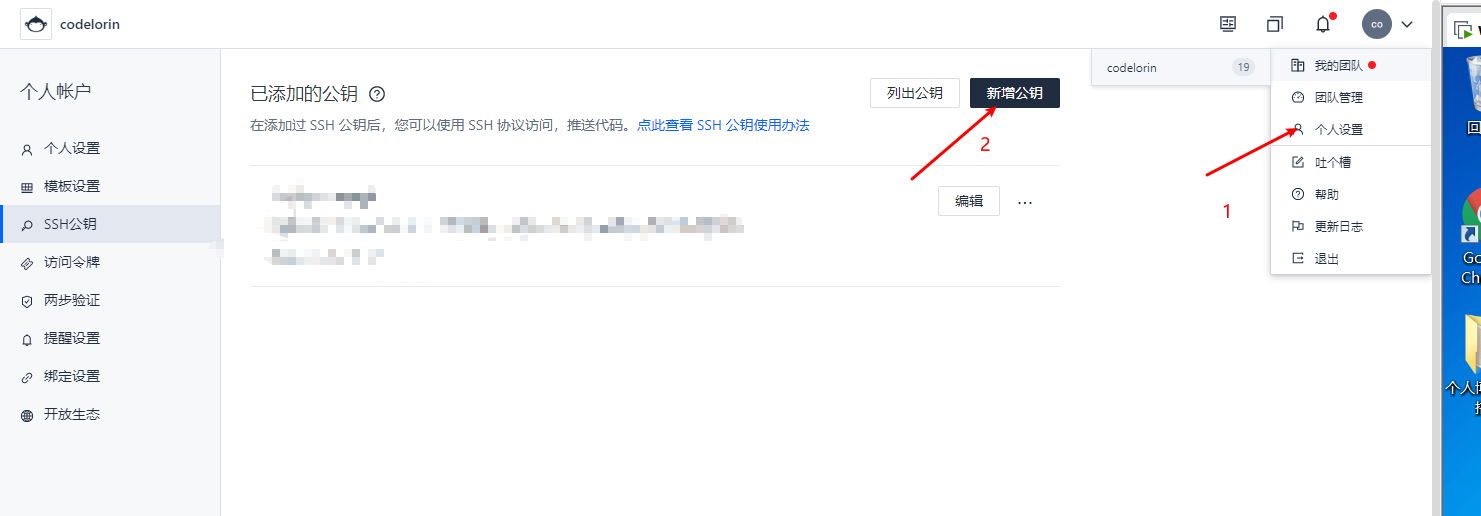 codelorin
co
个人帐户
个人设置
模板设置
SSH公钥
访问令牌
两步验证
提醒设置
绑定设置
开放生态
已添加的公钥
列出公钥
新增公钥
在添加过 SSH 公钥后，您可以使用 SSH 协议访问，推送代码。点此查看 SSH 公钥使用办法
2
编辑
...
codelorin
19
我的团队
团队管理
个人设置
吐个槽
帮助
更新日志
退出
1
回
Go
Ch
个人